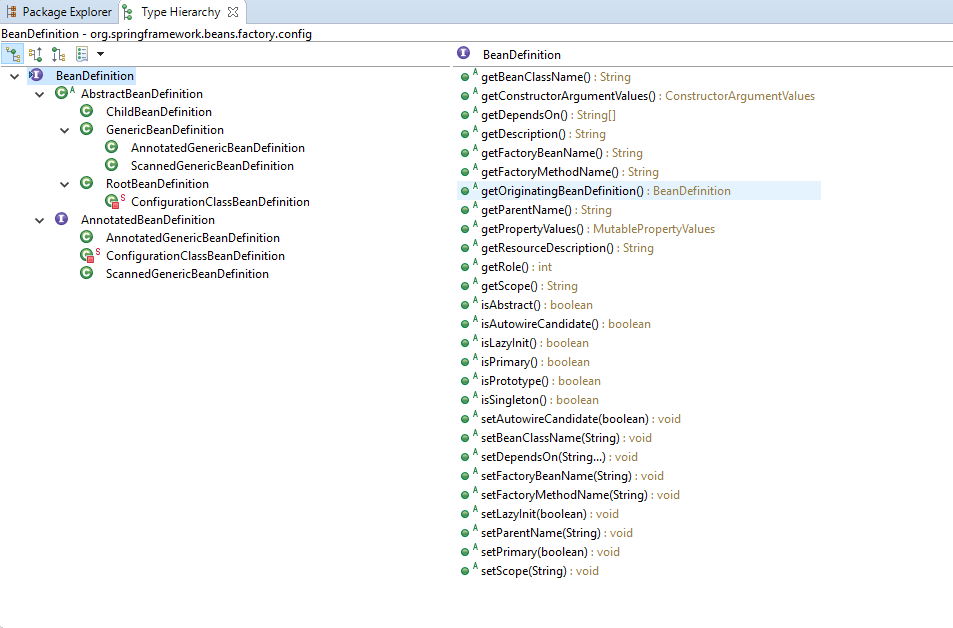 Package Explorer Type Hierarchy
BeanDefinition - org.springframework.beans.factory.config
BeanDefinition
AbstractBeanDefinition
ChildBeanDefinition
GenericBeanDefinition
AnnotatedGenericBeanDefinition
ScannedGenericBeanDefinition
RootBeanDefinition
ConfigurationClassBeanDefinition
AnnotatedBeanDefinition
AnnotatedGenericBeanDefinition
ConfigurationClassBeanDefinition
ScannedGenericBeanDefinition
BeanDefinition
getBeanClassName() : String
getConstructorArgumentValues() : ConstructorArgumentValues
getDependsOn() : String[]
getDescription() : String
getFactoryBeanName() : String
getFactoryMethodName() : String
getOriginatingBeanDefinition() : BeanDefinition
getParentName() : String
getPropertyValues() : MutablePropertyValues
getResourceDescription() : String
getRole() : int
getScope() : String
isAbstract() : boolean
isAutowireCandidate() : boolean
isLazyInit() : boolean
isPrimary() : boolean
isPrototype() : boolean
isSingleton() : boolean
setAutowireCandidate(boolean) : void
setBeanClassName(String) : void
setDependsOn(String...) : void
setFactoryBeanName(String) : void
setFactoryMethodName(String) : void
setLazyInit(boolean) : void
setParentName(String) : void
setPrimary(boolean) : void
setScope(String) : void